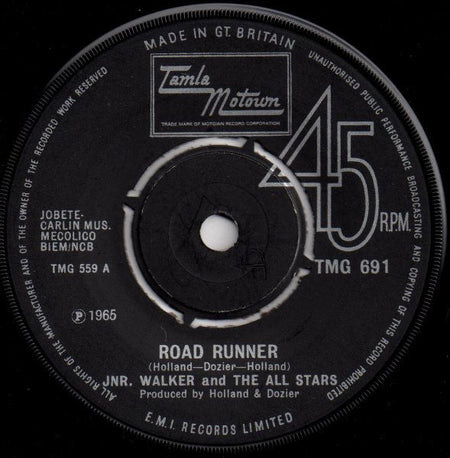 MADE IN GT. BRITAIN
UNAUTHORISED PUBLIC PERFORMANCE BROADCASTING AND COPYING OF THIS RECORD PROHIBITED
ALL RIGHTS OF THE MANUFACTURER AND OF THE OWNER OF THE RECORDED WORK RESERVED
Tamla
Motown
TRADE MARK OF MOTOWN RECORD CORPORATION
45
R.P.M.
JOBETE-
CARLIN MUS.
MECOLICO
BIEM/NCB
TMG 559 A
TMG 691
Ⓟ 1965
ROAD RUNNER
(Holland—Dozier—Holland)
JNR. WALKER and THE ALL STARS
Produced by Holland & Dozier
E.M.I. RECORDS LIMITED